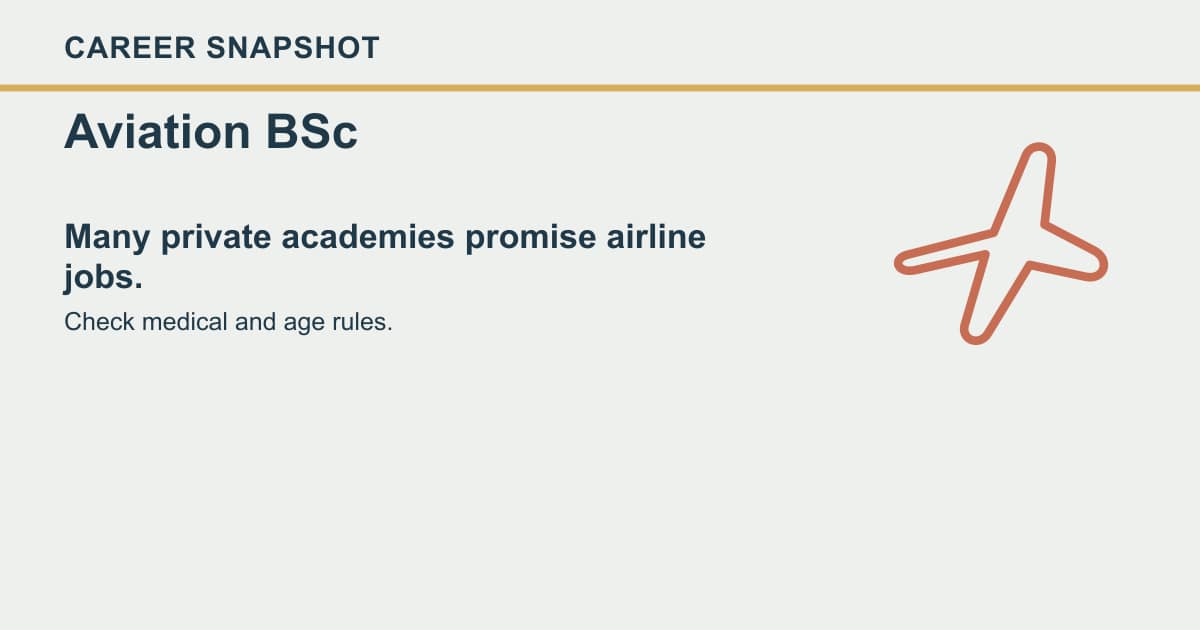 CAREER SNAPSHOT
Aviation BSc
Many private academies promise airline
jobs.
Check medical and age rules.